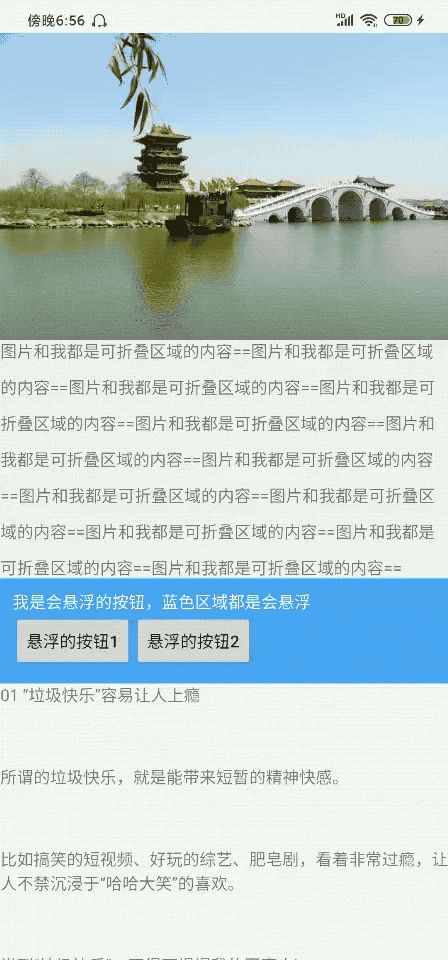 傍晚6:56 HD 70
图片和我都是可折叠区域的内容==图片和我都是可折叠区域
的内容==图片和我都是可折叠区域的内容==图片和我都是可
折叠区域的内容==图片和我都是可折叠区域的内容==图片和
我都是可折叠区域的内容==图片和我都是可折叠区域的内容
==图片和我都是可折叠区域的内容==图片和我都是可折叠区
域的内容==图片和我都是可折叠区域的内容==图片和我都是
可折叠区域的内容==图片和我都是可折叠区域的内容==
我是会悬浮的按钮，蓝色区域都是会悬浮
悬浮的按钮1 悬浮的按钮2
01 “垃圾快乐”容易让人上瘾
所谓的垃圾快乐，就是能带来短暂的精神快感。
比如搞笑的短视频、好玩的综艺、肥皂剧，看着非常过瘾，让
人不禁沉浸于“哈哈大笑”的喜欢。